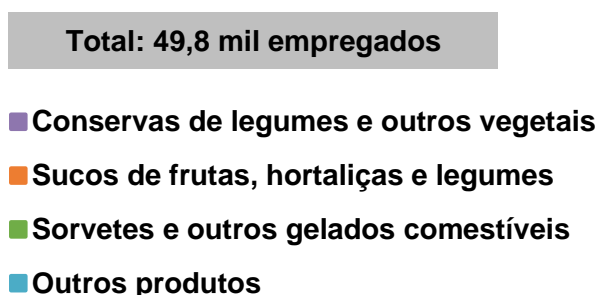 Total: 49,8 mil empregados
Conservas de legumes e outros vegetais
Sucos de frutas, hortaliças e legumes
Sorvetes e outros gelados comestíveis
Outros produtos